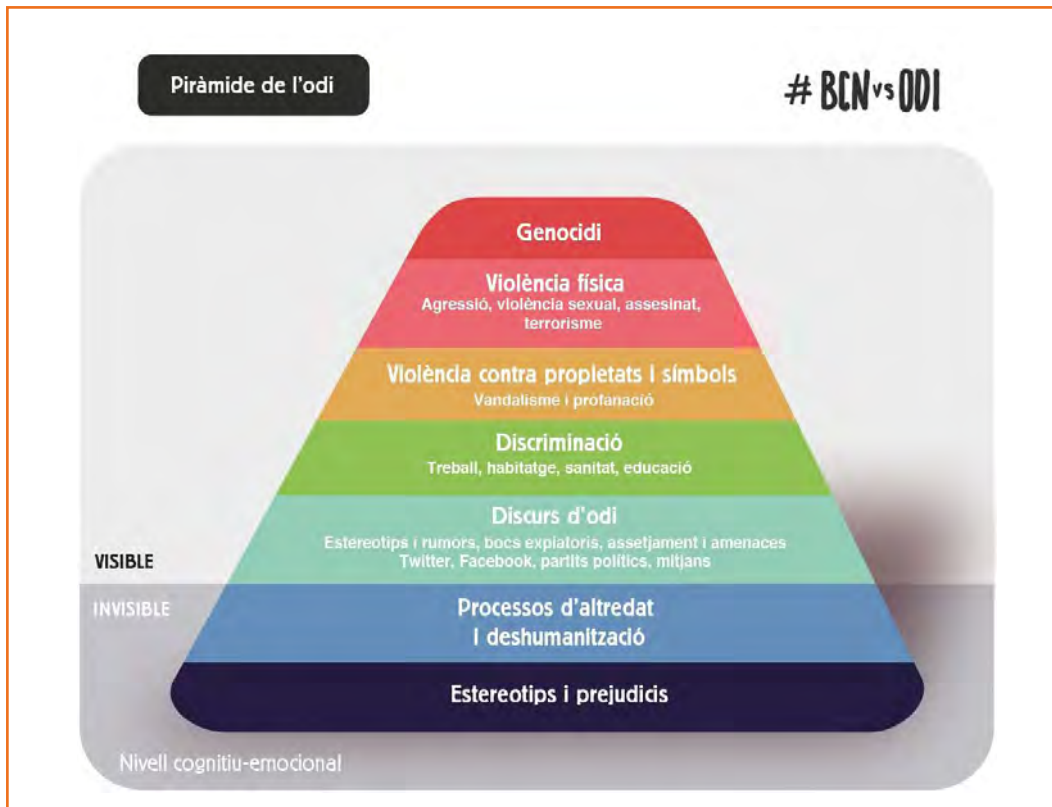 Piràmide de l'odi
# BCN vs ODI
Genocidi
Violència física
Agressió, violència sexual, assesinat,
terrorisme
Violència contra propietats i símbols
Vandalisme i profanació
Discriminació
Treball, habitatge, sanitat, educació
Discurs d'odi
Estereotips i rumors, bocs expiatoris, assetjament i amenaces
Twitter, Facebook, partits polítics, mitjans
VISIBLE
INVISIBLE
Processos d'altredat
i deshumanització
Estereotips i prejudicis
Nivell cognitiu-emocional